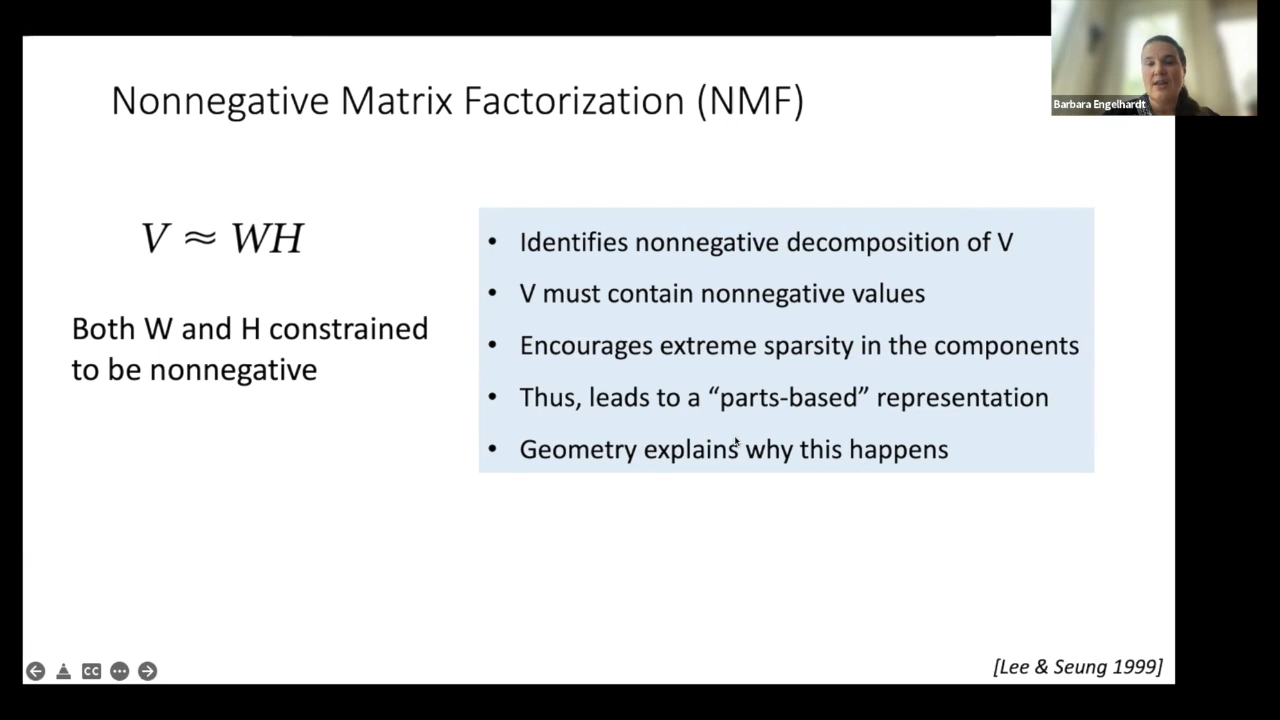 Nonnegative Matrix Factorization (NMF)
Barbara Engelhardt
V ≈ WH
Both W and H constrained
to be nonnegative
• Identifies nonnegative decomposition of V
• V must contain nonnegative values
• Encourages extreme sparsity in the components
• Thus, leads to a “parts-based” representation
• Geometry explains why this happens
CC
[Lee & Seung 1999]